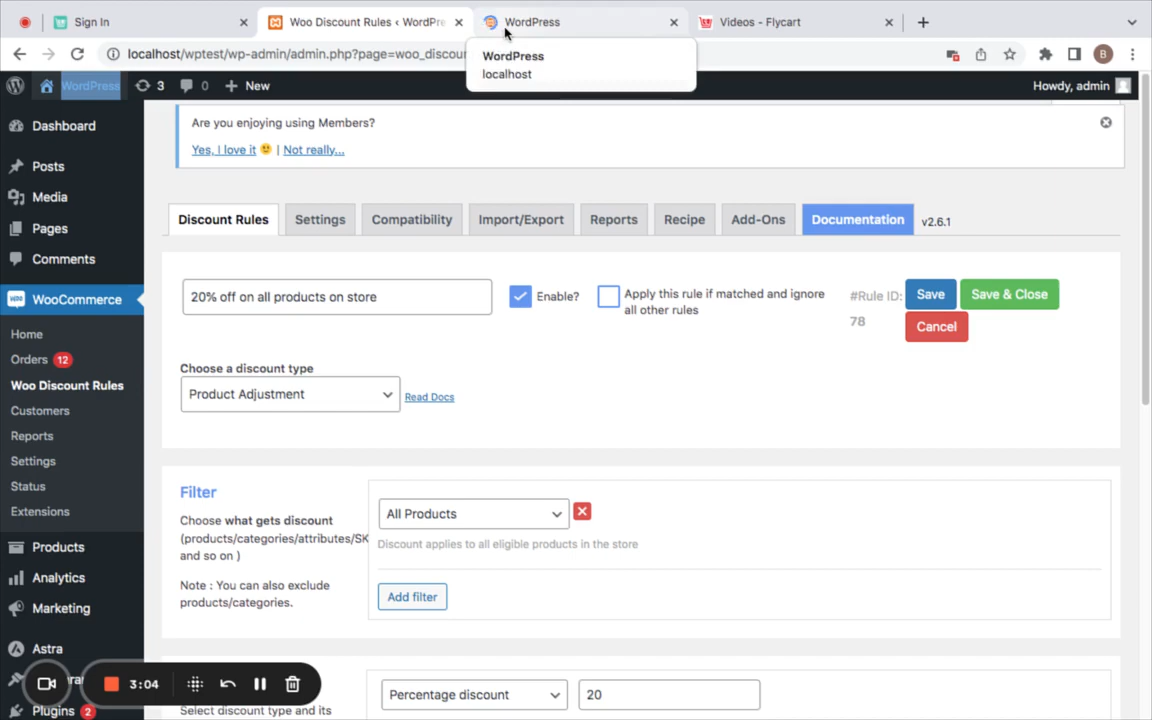 Sign In
Woo Discount Rules ‹ WordPre
WordPress
Videos - Flycart
localhost/wptest/wp-admin/admin.php?page=woo_discou
WordPress
localhost
B
WordPress
3
0
New
Howdy, admin
Dashboard
Posts
Media
Pages
Comments
WooCommerce
Home
Orders 12
Woo Discount Rules
Customers
Reports
Settings
Status
Extensions
Products
Analytics
Marketing
Astra
Plugins 2
3:04
Are you enjoying using Members?
Yes, I love it 🙂 | Not really...
Discount Rules
Settings
Compatibility
Import/Export
Reports
Recipe
Add-Ons
Documentation
v2.6.1
20% off on all products on store
Enable?
Apply this rule if matched and ignore
all other rules
#Rule ID:
78
Save
Save & Close
Cancel
Choose a discount type
Product Adjustment
Read Docs
Filter
Choose what gets discount
(products/categories/attributes/SK
and so on )
Note : You can also exclude
products/categories.
All Products
Discount applies to all eligible products in the store
Add filter
Select discount type and its
Percentage discount
20